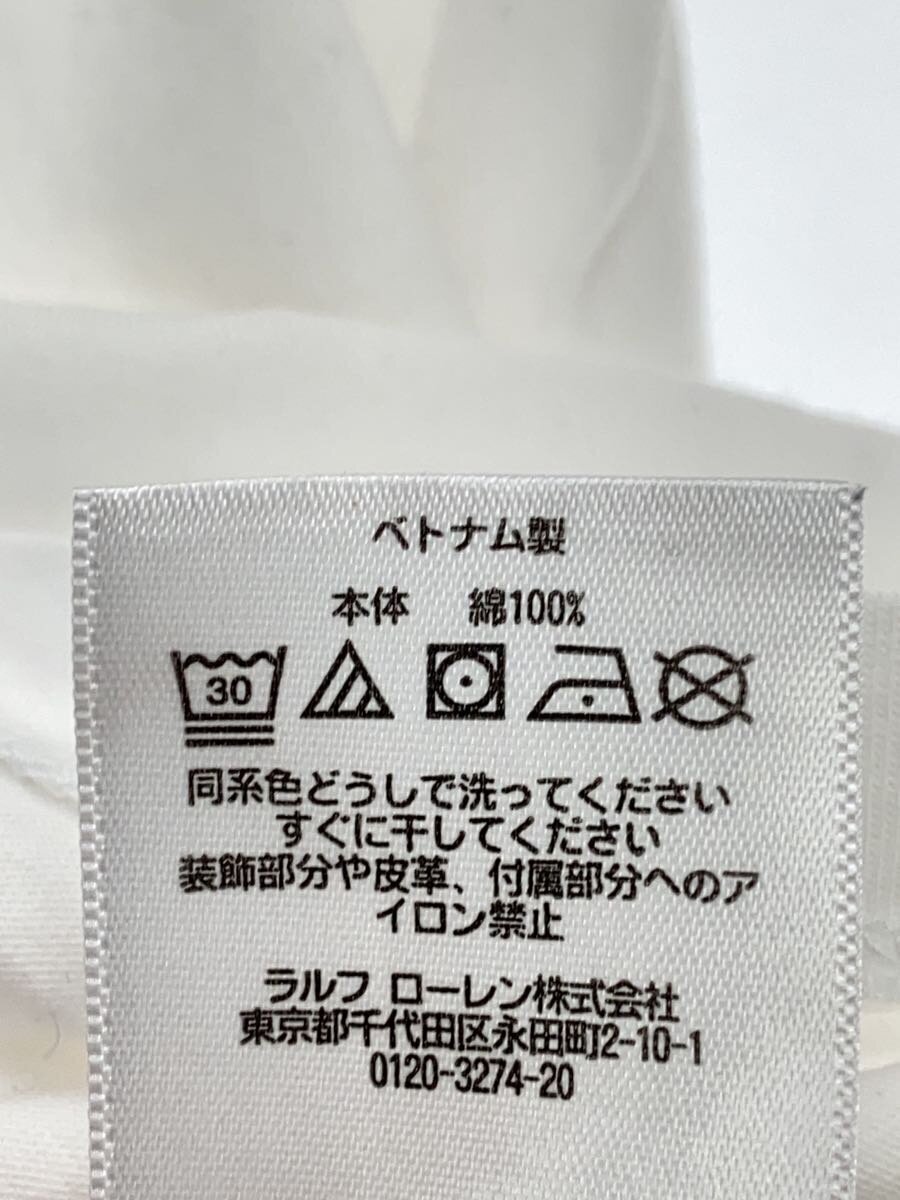 ベトナム製
本体　綿100%
30
同系色どうしで洗ってください
すぐに干してください
装飾部分や皮革、付属部分へのア
イロン禁止
ラルフ ローレン株式会社
東京都千代田区永田町2-10-1
0120-3274-20